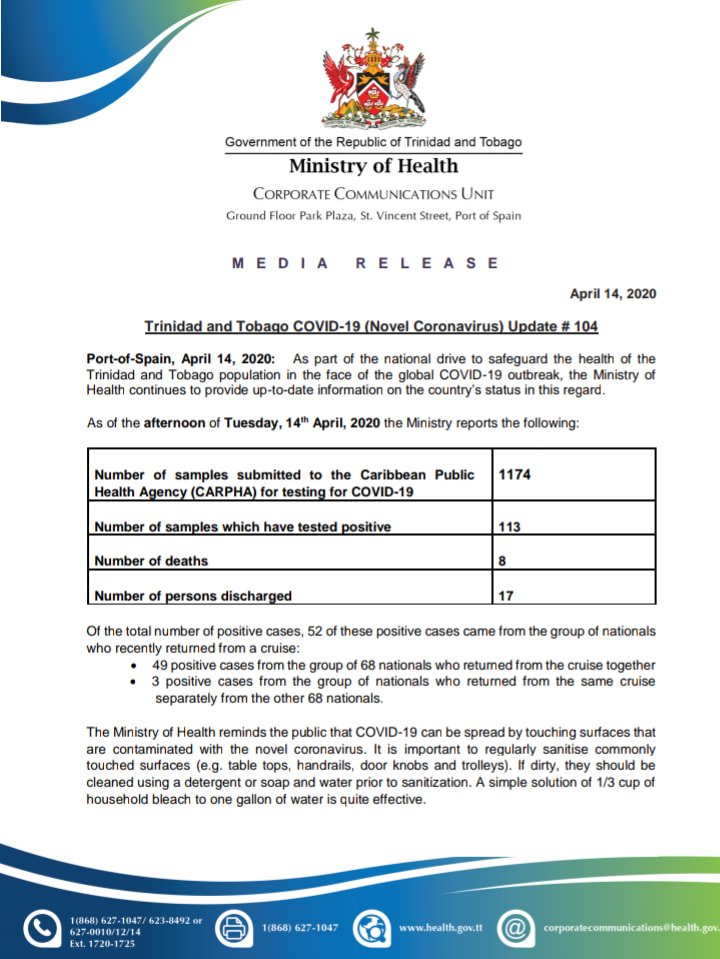 Government of the Republic of Trinidad and Tobago
Ministry of Health
CORPORATE COMMUNICATIONS UNIT
Ground Floor Park Plaza, St. Vincent Street, Port of Spain
MEDIA RELEASE
April 14, 2020
Trinidad and Tobago COVID-19 (Novel Coronavirus) Update # 104
Port-of-Spain, April 14, 2020: As part of the national drive to safeguard the health of the
Trinidad and Tobago population in the face of the global COVID-19 outbreak, the Ministry of
Health continues to provide up-to-date information on the country's status in this regard.
As of the afternoon of Tuesday, 14th April, 2020 the Ministry reports the following:
Number of samples submitted to the Caribbean Public 1174
Health Agency (CARPHA) for testing for COVID-19
Number of samples which have tested positive 113
Number of deaths 8
Number of persons discharged 17
Of the total number of positive cases, 52 of these positive cases came from the group of nationals
who recently returned from a cruise:
• 49 positive cases from the group of 68 nationals who returned from the cruise together
• 3 positive cases from the group of nationals who returned from the same cruise
separately from the other 68 nationals.
The Ministry of Health reminds the public that COVID-19 can be spread by touching surfaces that
are contaminated with the novel coronavirus. It is important to regularly sanitise commonly
touched surfaces (e.g. table tops, handrails, door knobs and trolleys). If dirty, they should be
cleaned using a detergent or soap and water prior to sanitization. A simple solution of 1/3 cup of
household bleach to one gallon of water is quite effective.
1(868) 627-1047/ 623-8492 or
627-0010/12/14
Ext. 1720-1725
1(868) 627-1047
www.health.gov.tt
corporatecommunications@health.gov.